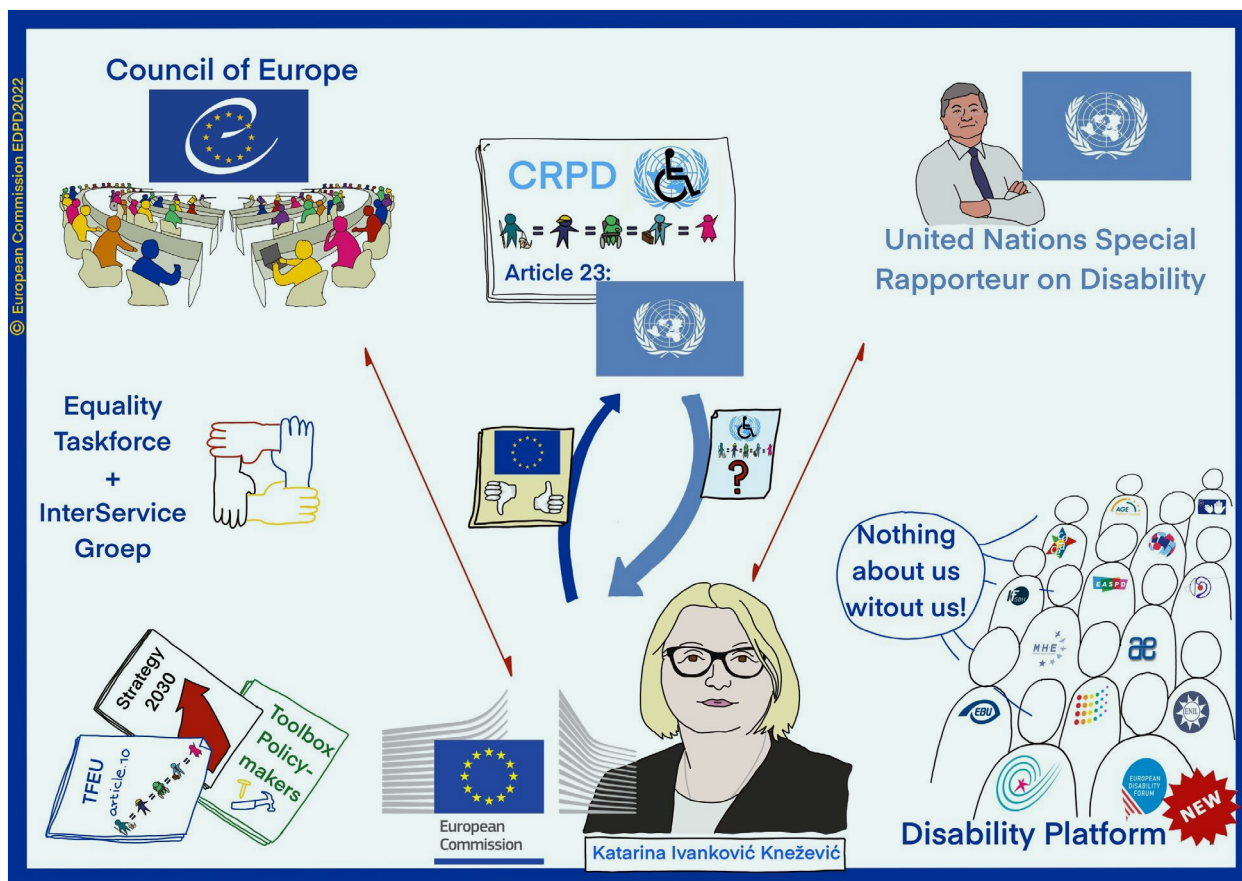 © European Commission EDPD2022
Council of Europe
CRPD
Article 23:
United Nations Special
Rapporteur on Disability
Equality
Taskforce
+
InterService
Groep
?
Nothing
about us
witout us!
AGE
EASPD
IF
MHE
æ
EBU
ENIL
EUROPEAN
DISABILITY
FORUM
NEW
Disability Platform
Strategy
2030
Toolbox
Policy-
makers
TFEU
article 10
European
Commission
Katarina Ivanković Knežević